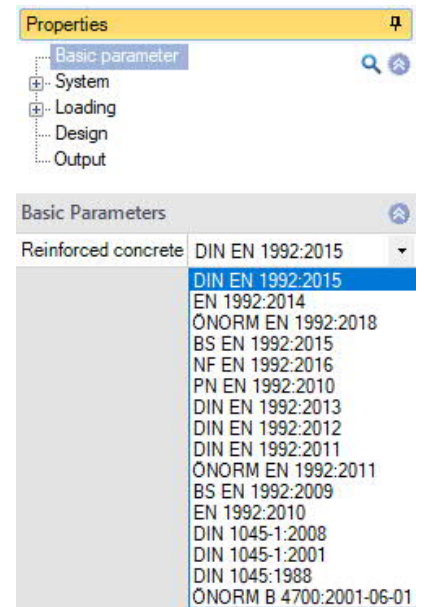 Properties
Basic parameter
System
Loading
Design
Output
Basic Parameters
Reinforced concrete DIN EN 1992:2015
DIN EN 1992:2015
EN 1992:2014
ÖNORM EN 1992:2018
BS EN 1992:2015
NF EN 1992:2016
PN EN 1992:2010
DIN EN 1992:2013
DIN EN 1992:2012
DIN EN 1992:2011
ÖNORM EN 1992:2011
BS EN 1992:2009
EN 1992:2010
DIN 1045-1:2008
DIN 1045-1:2001
DIN 1045:1988
ÖNORM B 4700:2001-06-01